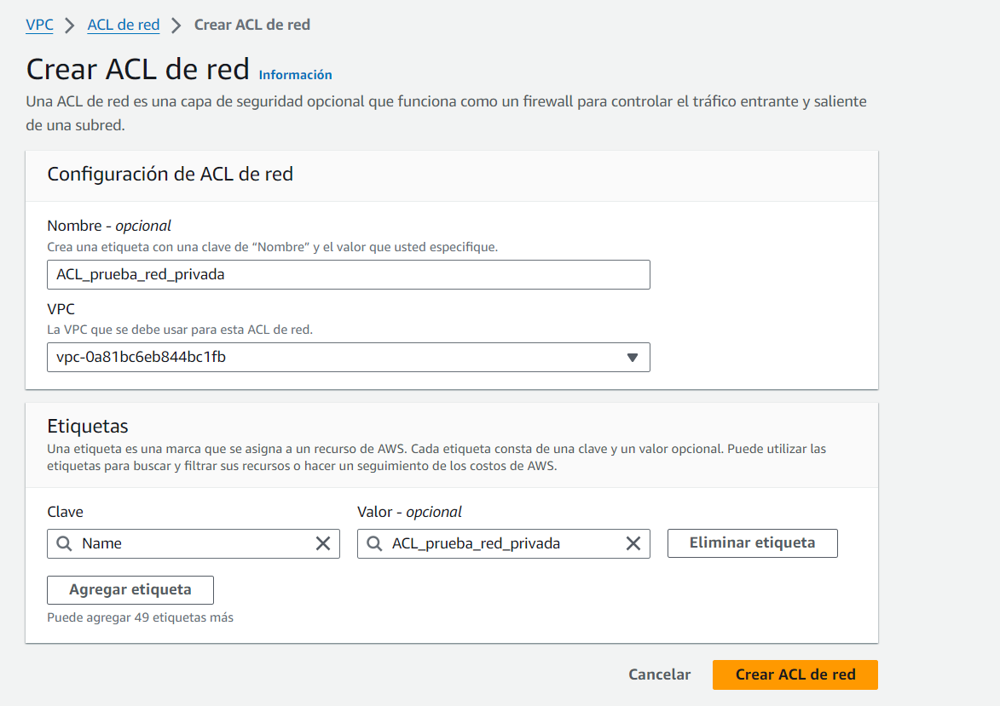 VPC > ACL de red > Crear ACL de red
Crear ACL de red Información
Una ACL de red es una capa de seguridad opcional que funciona como un firewall para controlar el tráfico entrante y saliente
de una subred.
Configuración de ACL de red
Nombre - opcional
Crea una etiqueta con una clave de “Nombre” y el valor que usted especifique.
ACL_prueba_red_privada
VPC
La VPC que se debe usar para esta ACL de red.
vpc-0a81bc6eb844bc1fb
Etiquetas
Una etiqueta es una marca que se asigna a un recurso de AWS. Cada etiqueta consta de una clave y un valor opcional. Puede utilizar las
etiquetas para buscar y filtrar sus recursos o hacer un seguimiento de los costos de AWS.
Clave Valor - opcional
Name ACL_prueba_red_privada Eliminar etiqueta
Agregar etiqueta
Puede agregar 49 etiquetas más
Cancelar Crear ACL de red